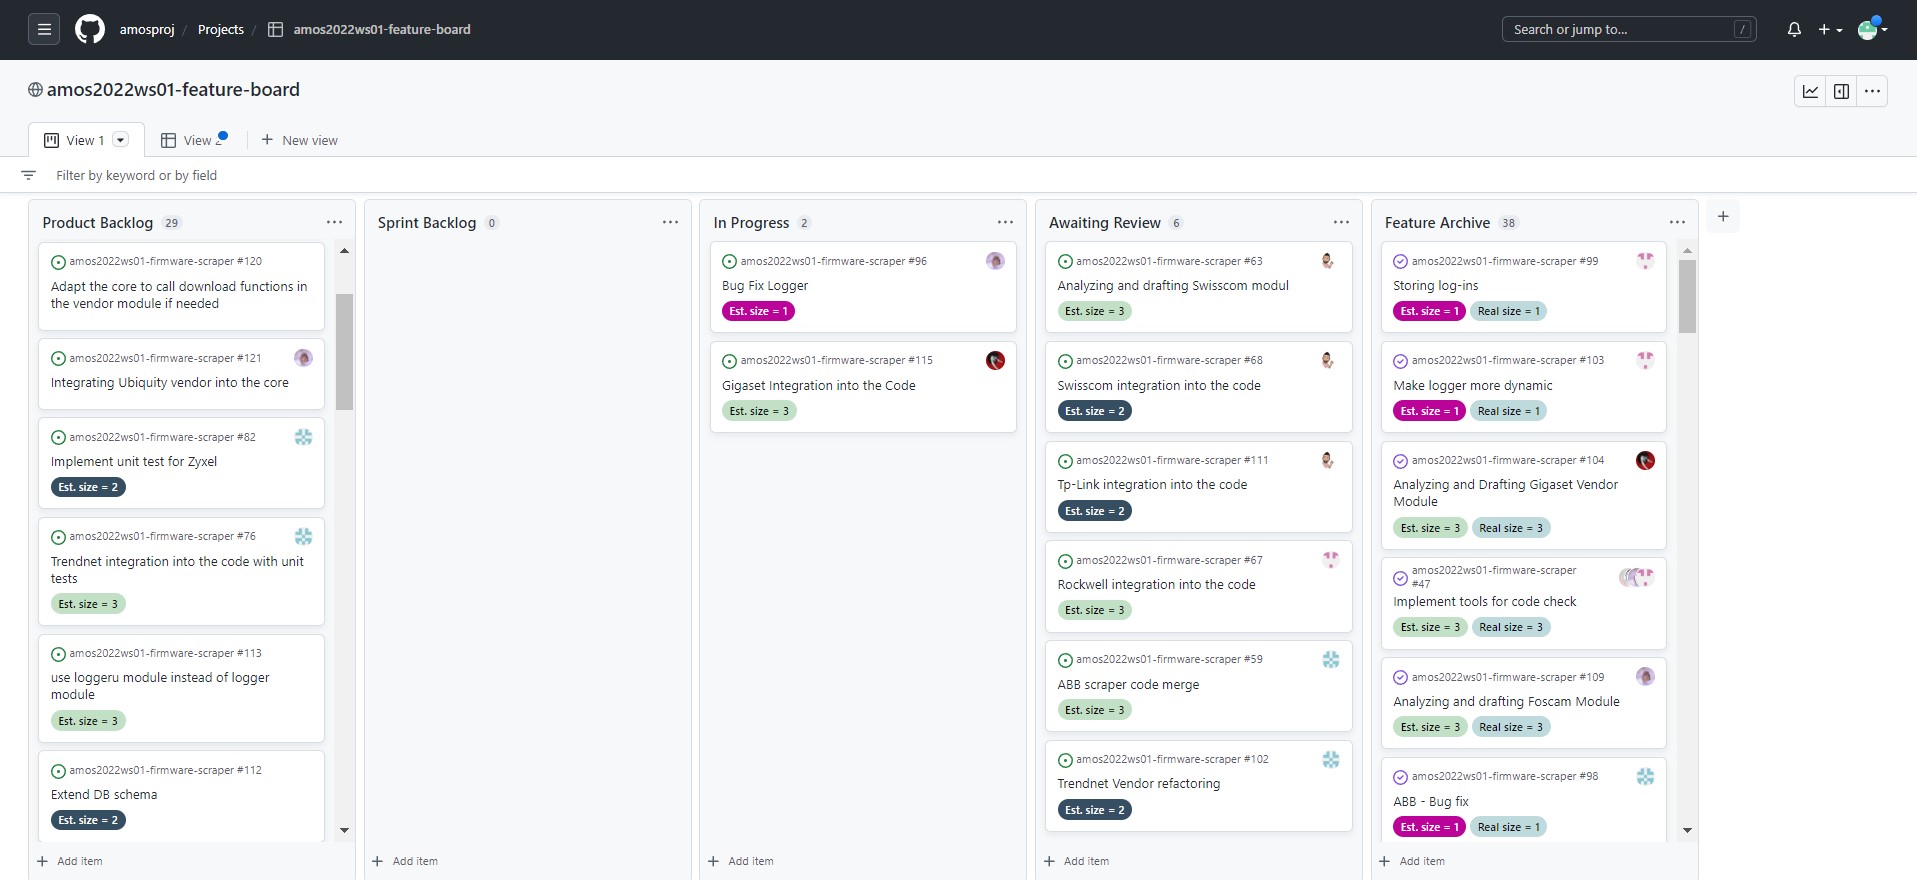 amosproj / Projects / amos2022ws01-feature-board
Search or jump to... /
amos2022ws01-feature-board
View 1
View 2
New view
Filter by keyword or by field
Product Backlog 29
amos2022ws01-firmware-scraper #120
Adapt the core to call download functions in
the vendor module if needed
amos2022ws01-firmware-scraper #121
Integrating Ubiquity vendor into the core
amos2022ws01-firmware-scraper #82
Implement unit test for Zyxel
Est. size = 2
amos2022ws01-firmware-scraper #76
Trendnet integration into the code with unit
tests
Est. size = 3
amos2022ws01-firmware-scraper #113
use loggeru module instead of logger
module
Est. size = 3
amos2022ws01-firmware-scraper #112
Extend DB schema
Est. size = 2
Add item
Sprint Backlog 0
Add item
In Progress 2
amos2022ws01-firmware-scraper #96
Bug Fix Logger
Est. size = 1
amos2022ws01-firmware-scraper #115
Gigaset Integration into the Code
Est. size = 3
Add item
Awaiting Review 6
amos2022ws01-firmware-scraper #63
Analyzing and drafting Swisscom modul
Est. size = 3
amos2022ws01-firmware-scraper #68
Swisscom integration into the code
Est. size = 2
amos2022ws01-firmware-scraper #111
Tp-Link integration into the code
Est. size = 2
amos2022ws01-firmware-scraper #67
Rockwell integration into the code
Est. size = 3
amos2022ws01-firmware-scraper #59
ABB scraper code merge
Est. size = 3
amos2022ws01-firmware-scraper #102
Trendnet Vendor refactoring
Est. size = 2
Add item
Feature Archive 38
amos2022ws01-firmware-scraper #99
Storing log-ins
Est. size = 1 Real size = 1
amos2022ws01-firmware-scraper #103
Make logger more dynamic
Est. size = 1 Real size = 1
amos2022ws01-firmware-scraper #104
Analyzing and Drafting Gigaset Vendor
Module
Est. size = 3 Real size = 3
amos2022ws01-firmware-scraper
#47
Implement tools for code check
Est. size = 3 Real size = 3
amos2022ws01-firmware-scraper #109
Analyzing and drafting Foscam Module
Est. size = 3 Real size = 3
amos2022ws01-firmware-scraper #98
ABB - Bug fix
Est. size = 1 Real size = 1
Add item